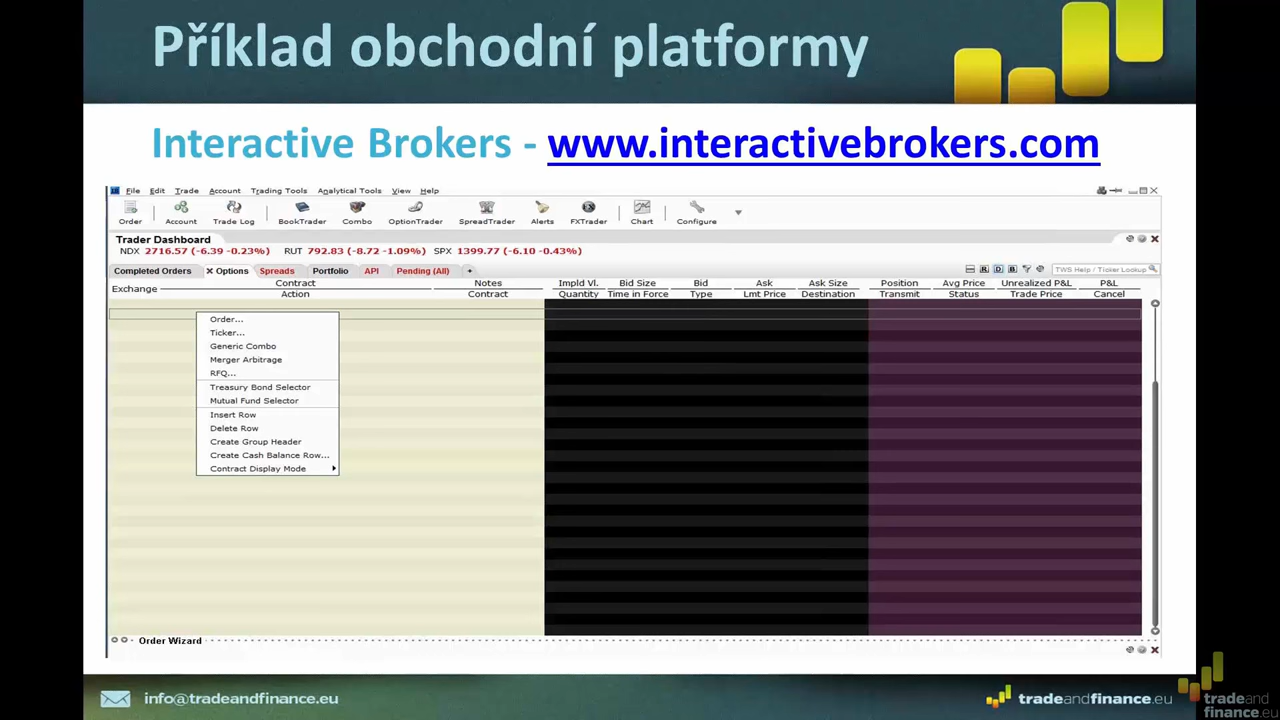 Příklad obchodní platformy
Interactive Brokers - www.interactivebrokers.com
File Edit Trade Account Trading Tools Analytical Tools View Help
Order Account Trade Log BookTrader Combo OptionTrader SpreadTrader Alerts FXTrader Chart Configure
Trader Dashboard
NDX 2716.57 (-6.39 -0.23%) RUT 792.83 (-8.72 -1.09%) SPX 1399.77 (-6.10 -0.43%)
Completed Orders Options Spreads Portfolio API Pending (All) + TWS Help / Ticker Lookup
Exchange Contract Notes Impld Vl. Bid Size Bid Ask Ask Size Position Avg Price Unrealized P&L P&L
Action Contract Quantity Time in Force Type Lmt Price Destination Transmit Status Trade Price Cancel
Order...
Ticker...
Generic Combo
Merger Arbitrage
RFQ...
Treasury Bond Selector
Mutual Fund Selector
Insert Row
Delete Row
Create Group Header
Create Cash Balance Row...
Contract Display Mode
Order Wizard
info@tradeandfinance.eu
tradeandfinance.eu
tradeand
finance.eu